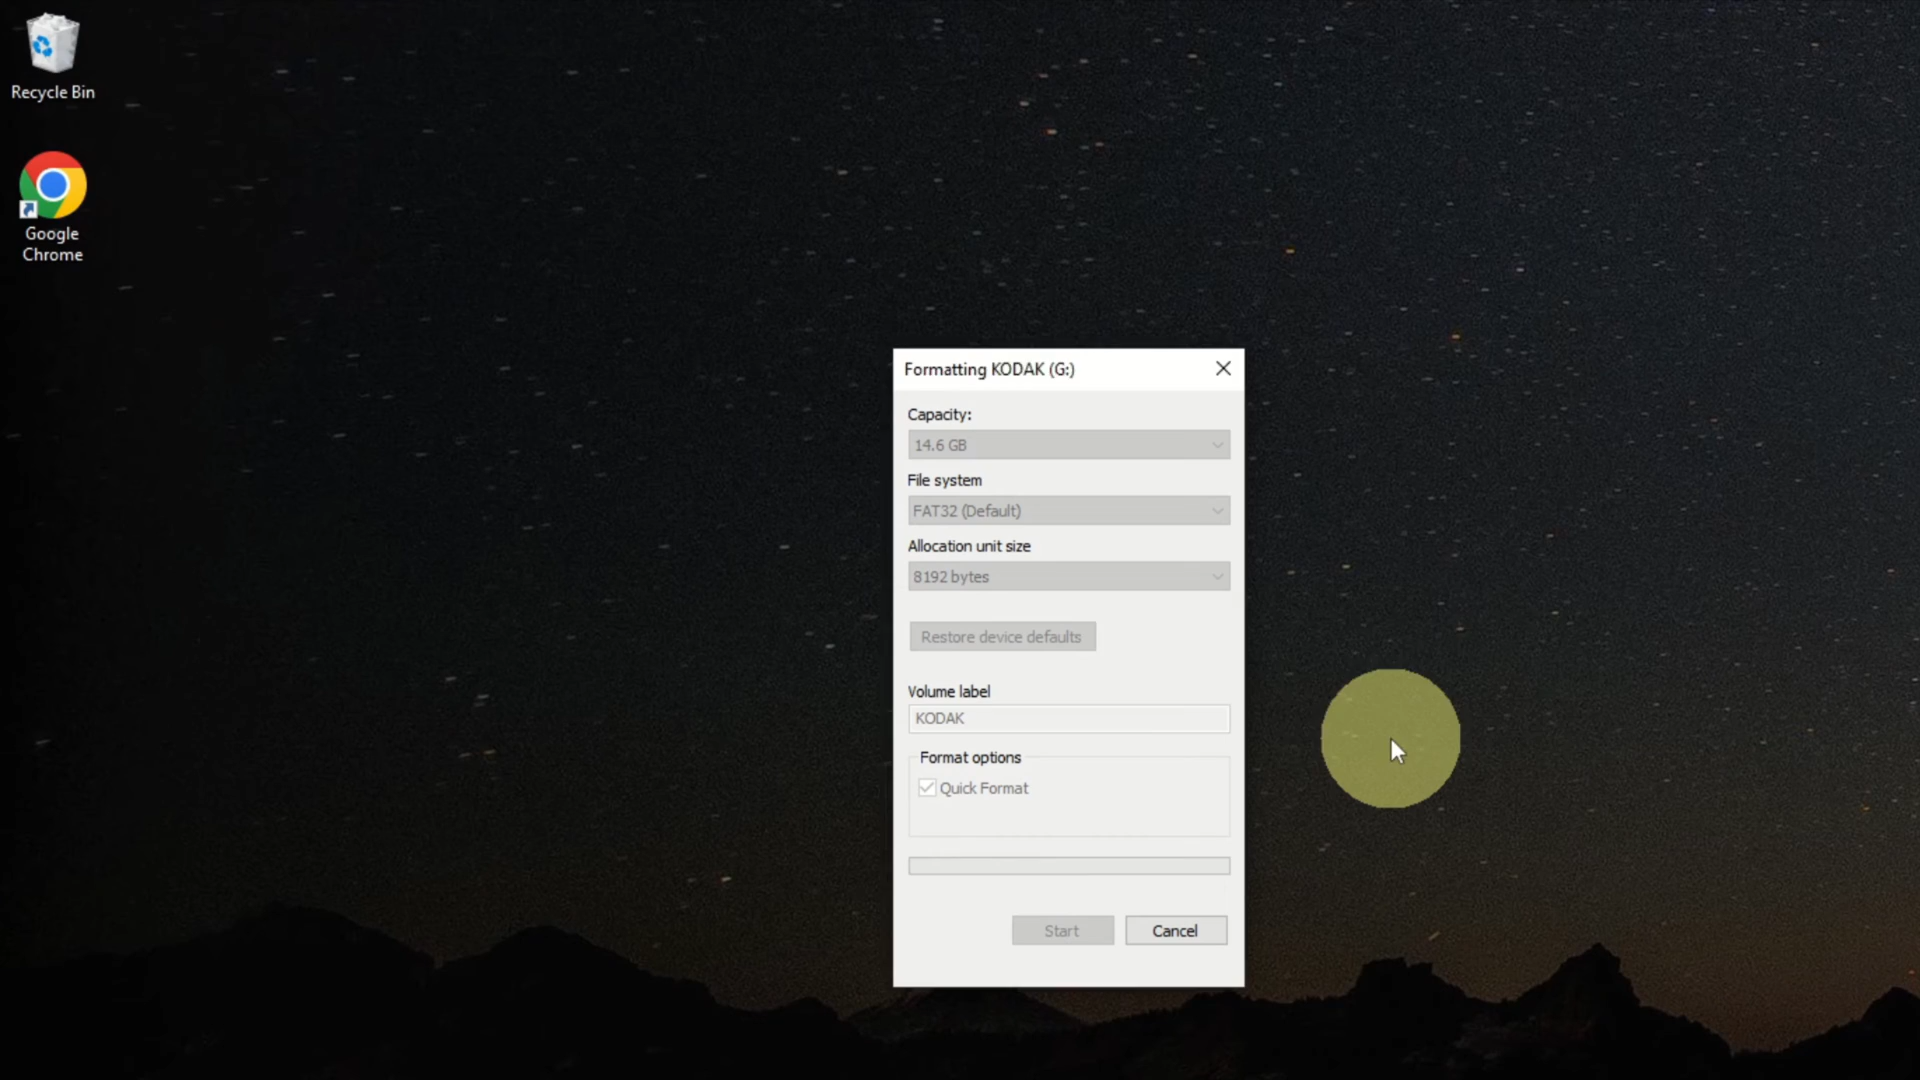 Recycle Bin
Google
Chrome
Formatting KODAK (G:)
Capacity:
14.6 GB
File system
FAT32 (Default)
Allocation unit size
8192 bytes
Restore device defaults
Volume label
KODAK
Format options
Quick Format
Start
Cancel